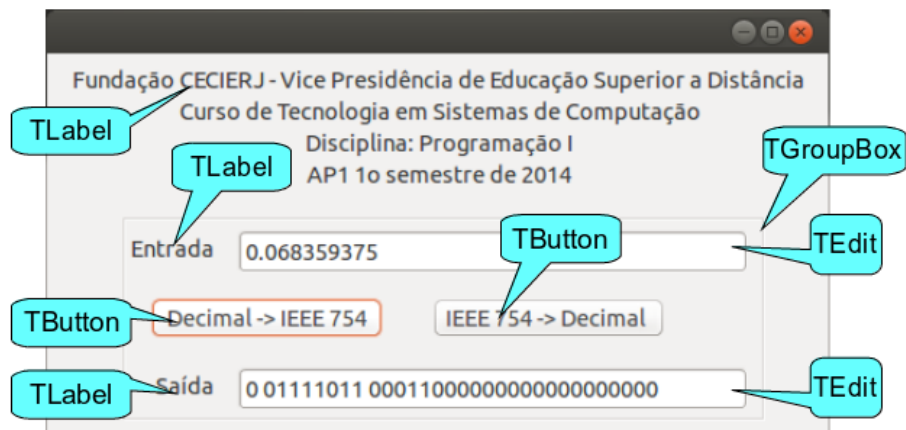 Fundação CECIERJ - Vice Presidência de Educação Superior a Distância
Curso de Tecnologia em Sistemas de Computação
TLabel
Disciplina: Programação I
TLabel
AP1 1o semestre de 2014
TGroupBox
TButton
Entrada
0.068359375
TEdit
TButton
Decimal -> IEEE 754
IEEE 754 -> Decimal
TLabel
Saída
0 01111011 00011000000000000000000
TEdit